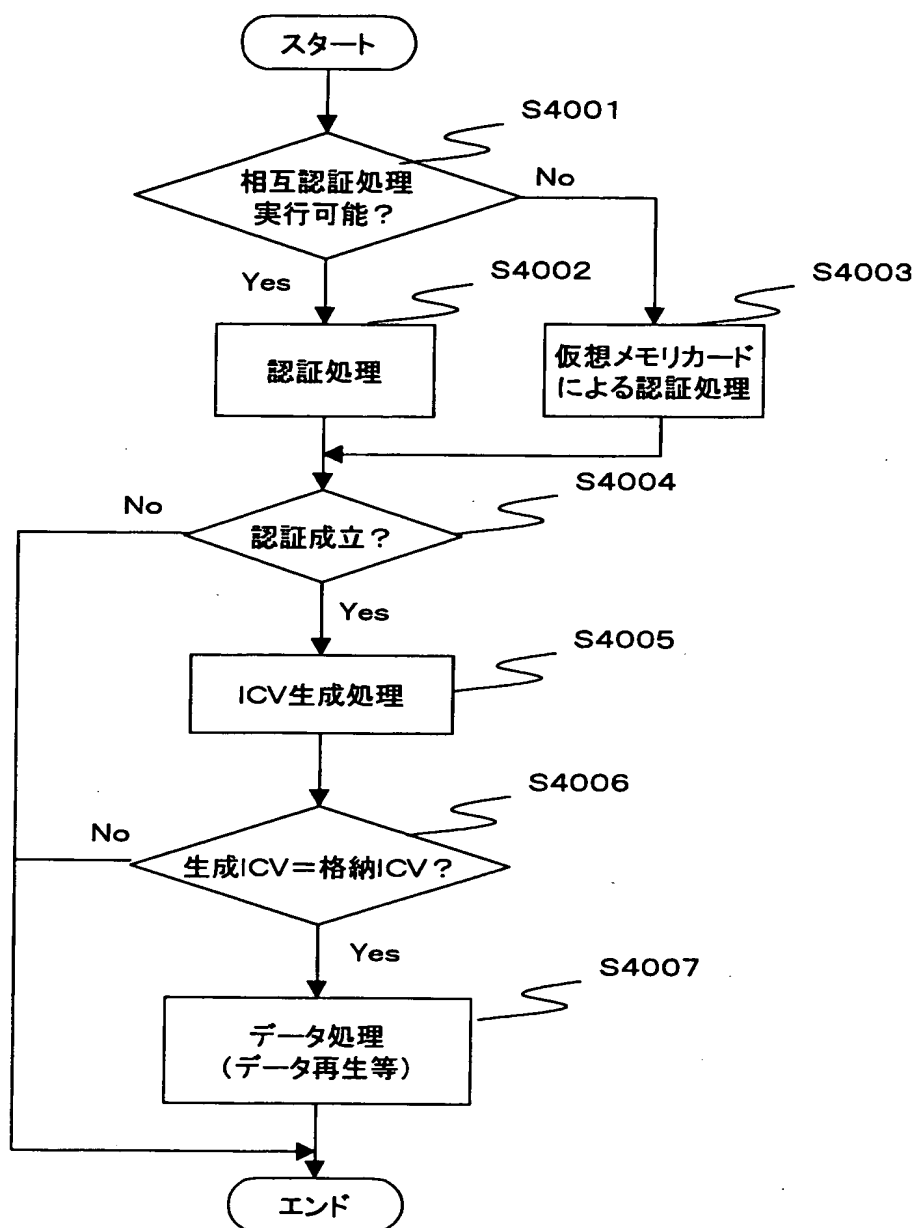 スタート
S4001
相互認証処理
実行可能?
No
Yes
S4002
S4003
認証処理
仮想メモリカード
による認証処理
S4004
No
認証成立?
Yes
S4005
ICV生成処理
S4006
No
生成ICV=格納ICV?
Yes
S4007
データ処理
(データ再生等)
エンド